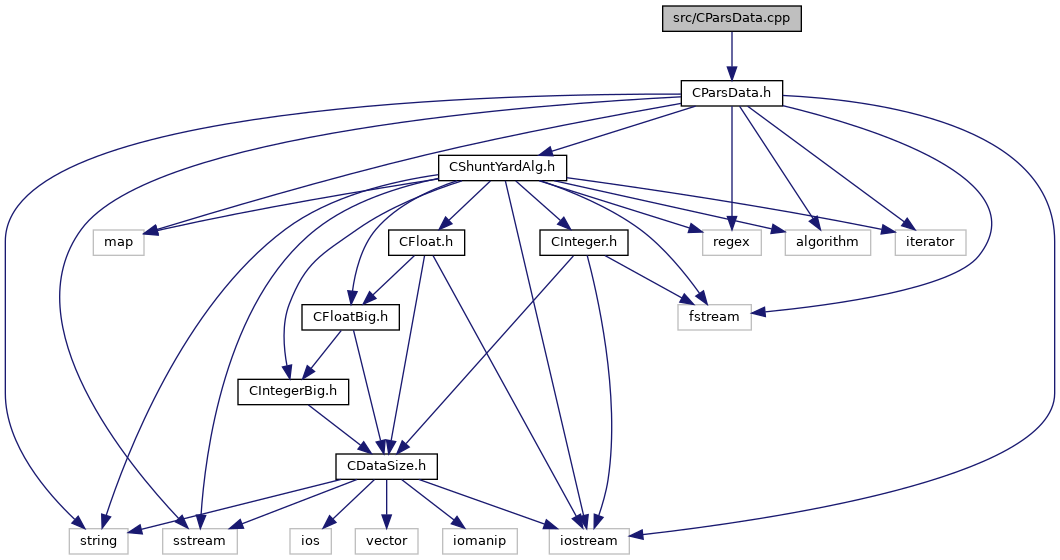 src/CParsData.cpp
CParsData.h
CShuntYardAlg.h
map
CFloat.h
CInteger.h
regex
algorithm
iterator
CFloatBig.h
fstream
CIntegerBig.h
CDataSize.h
string
sstream
ios
vector
iomanip
iostream